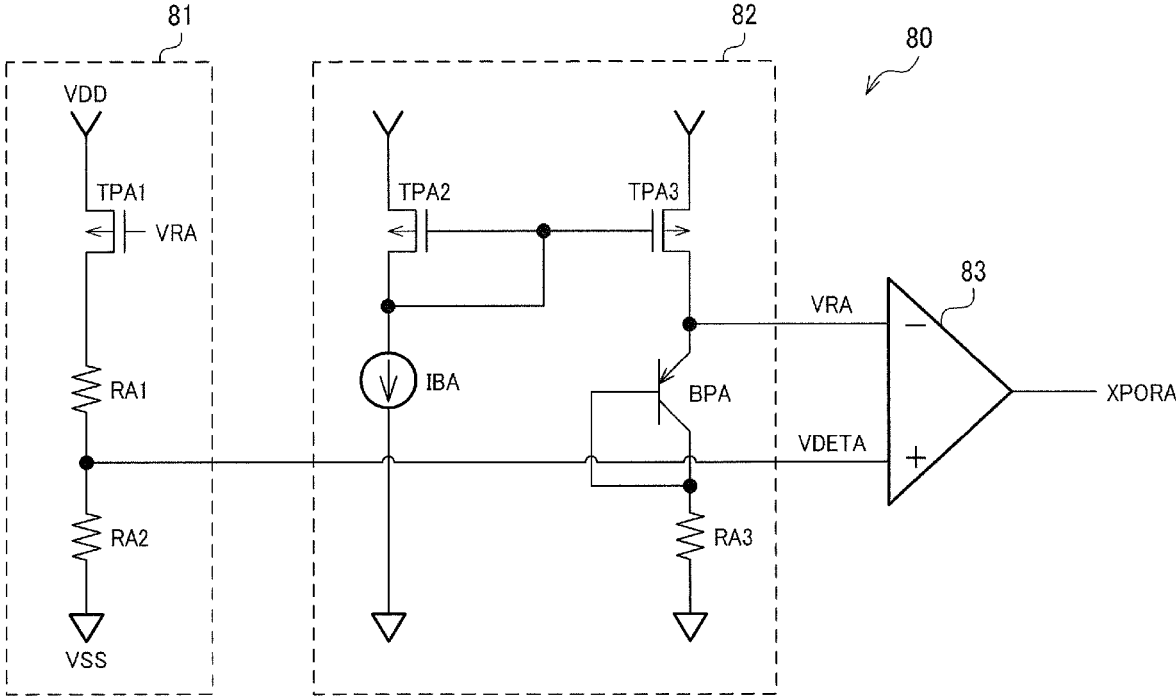 81
82
80
VDD
TPA1
VRA
TPA2
TPA3
83
VRA
−
RA1
IBA
BPA
XPORA
VDETA
+
RA2
RA3
VSS